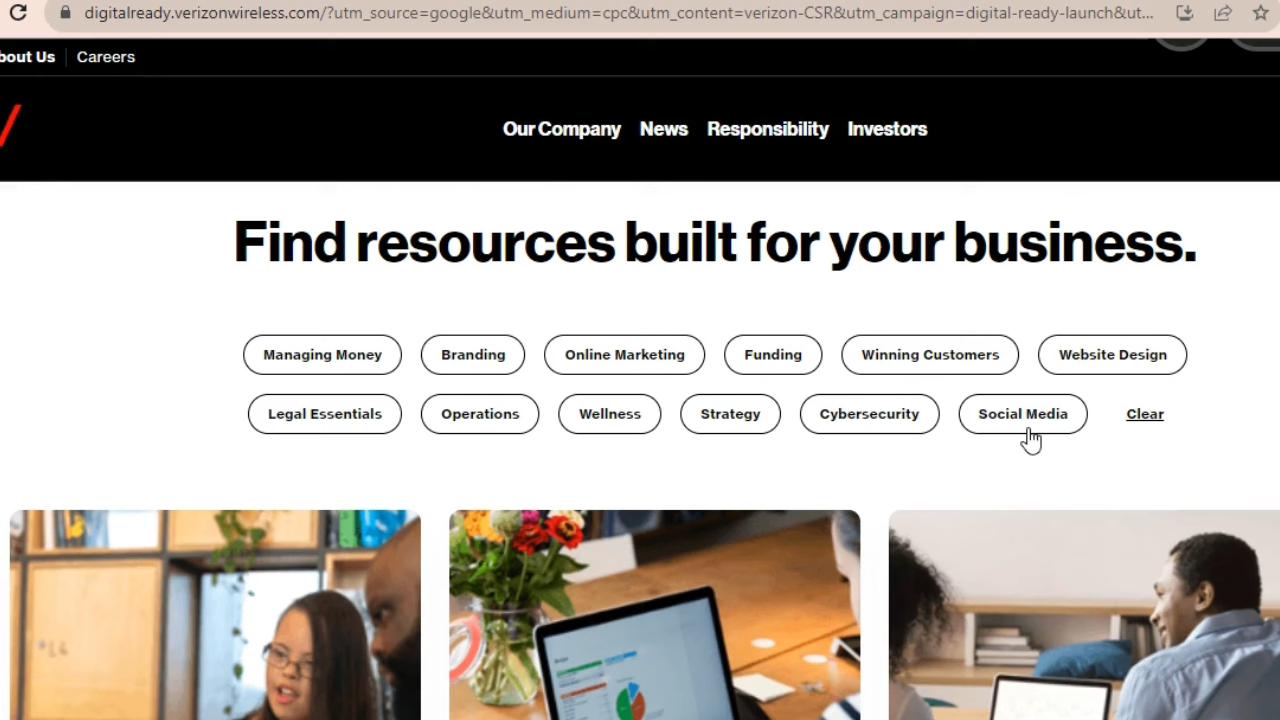 digitalready.verizonwireless.com/?utm_source=google&utm_medium=cpc&utm_content=verizon-CSR&utm_campaign=digital-ready-launch&ut...
bout Us Careers
Our Company News Responsibility Investors
Find resources built for your business.
Managing Money Branding Online Marketing Funding Winning Customers Website Design
Legal Essentials Operations Wellness Strategy Cybersecurity Social Media Clear